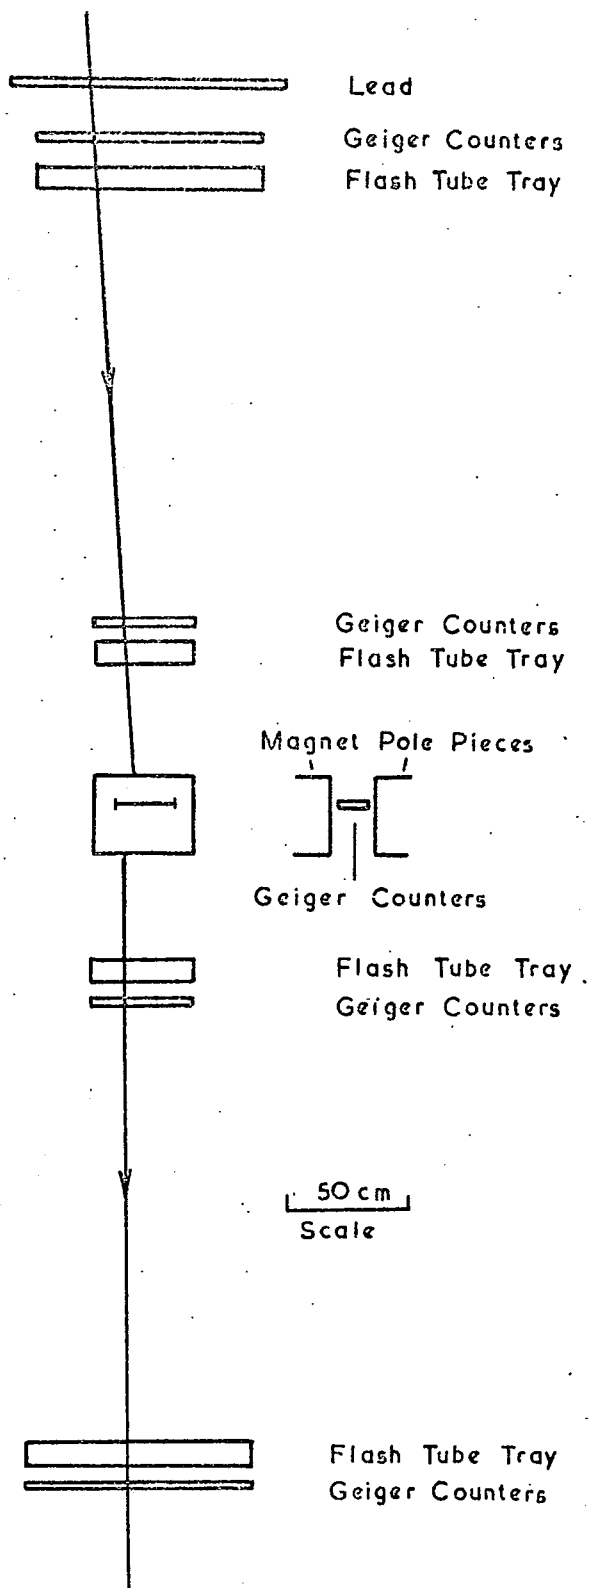 Lead
Geiger Counters
Flash Tube Tray
Geiger Counters
Flash Tube Tray
Magnet Pole Pieces
Geiger Counters
Flash Tube Tray
Geiger Counters
50 cm
Scale
Flash Tube Tray
Geiger Counters